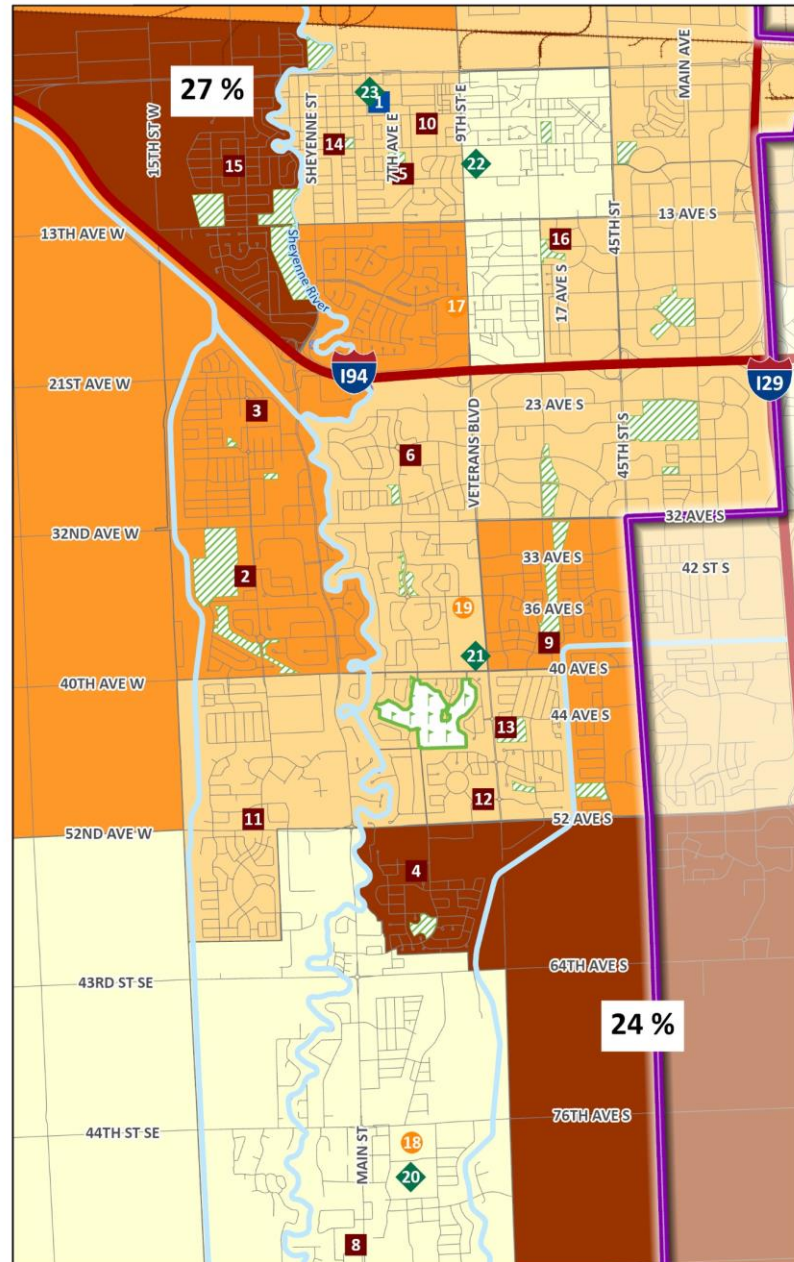 27 %
23
1
MAIN AVE
9TH ST E
10
7TH AVE E
SHEYENNE ST
14
15TH ST W
15
5
22
13 AVE S
45TH ST
13TH AVE W
16
17 AVE S
Sheyenne River
17
I94
I29
21ST AVE W
3
23 AVE S
VETERANS BLVD
6
45TH ST S
32 AVE S
32ND AVE W
33 AVE S
42 ST S
2
36 AVE S
19
9
21
40 AVE S
40TH AVE W
44 AVE S
13
12
11
52 AVE S
52ND AVE W
4
64TH AVE S
43RD ST SE
24 %
76TH AVE S
44TH ST SE
18
MAIN ST
20
8